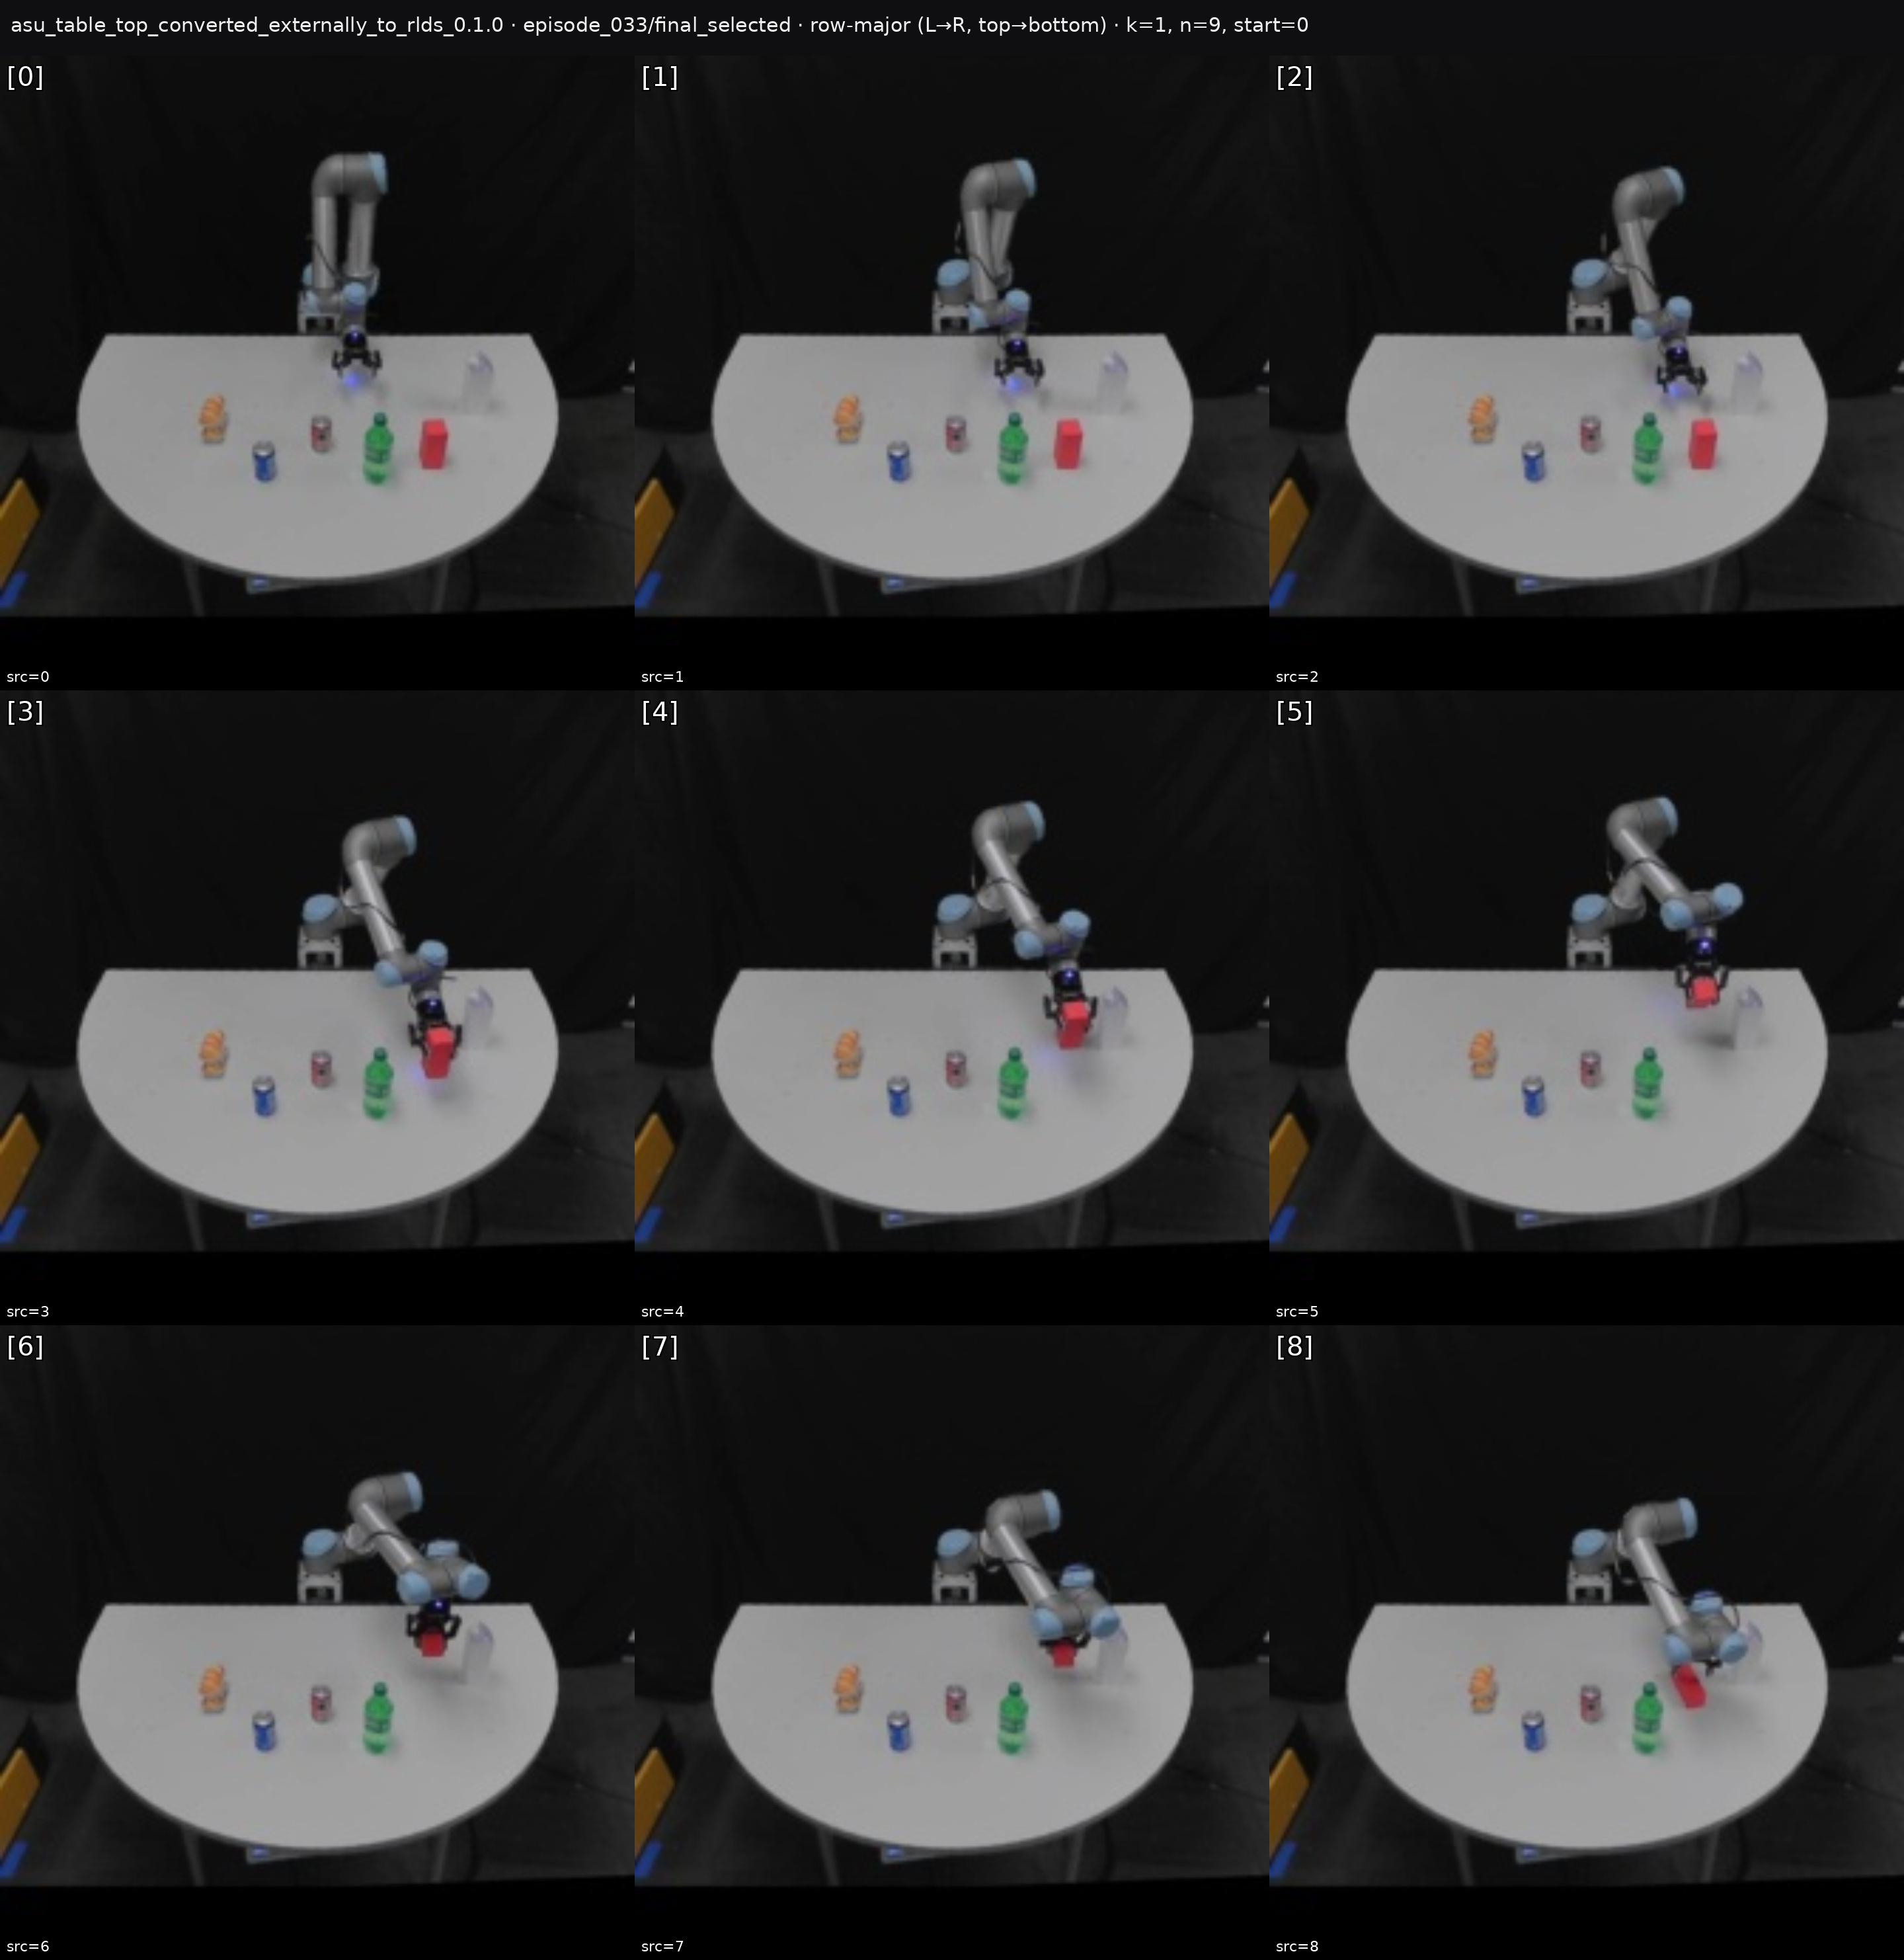 asu_table_top_converted_externally_to_rlds_0.1.0 · episode_033/final_selected · row-major (L→R, top→bottom) · k=1, n=9, start=0
[0]
[1]
[2]
src=0
src=1
src=2
[3]
[4]
[5]
src=3
src=4
src=5
[6]
[7]
[8]
src=6
src=7
src=8